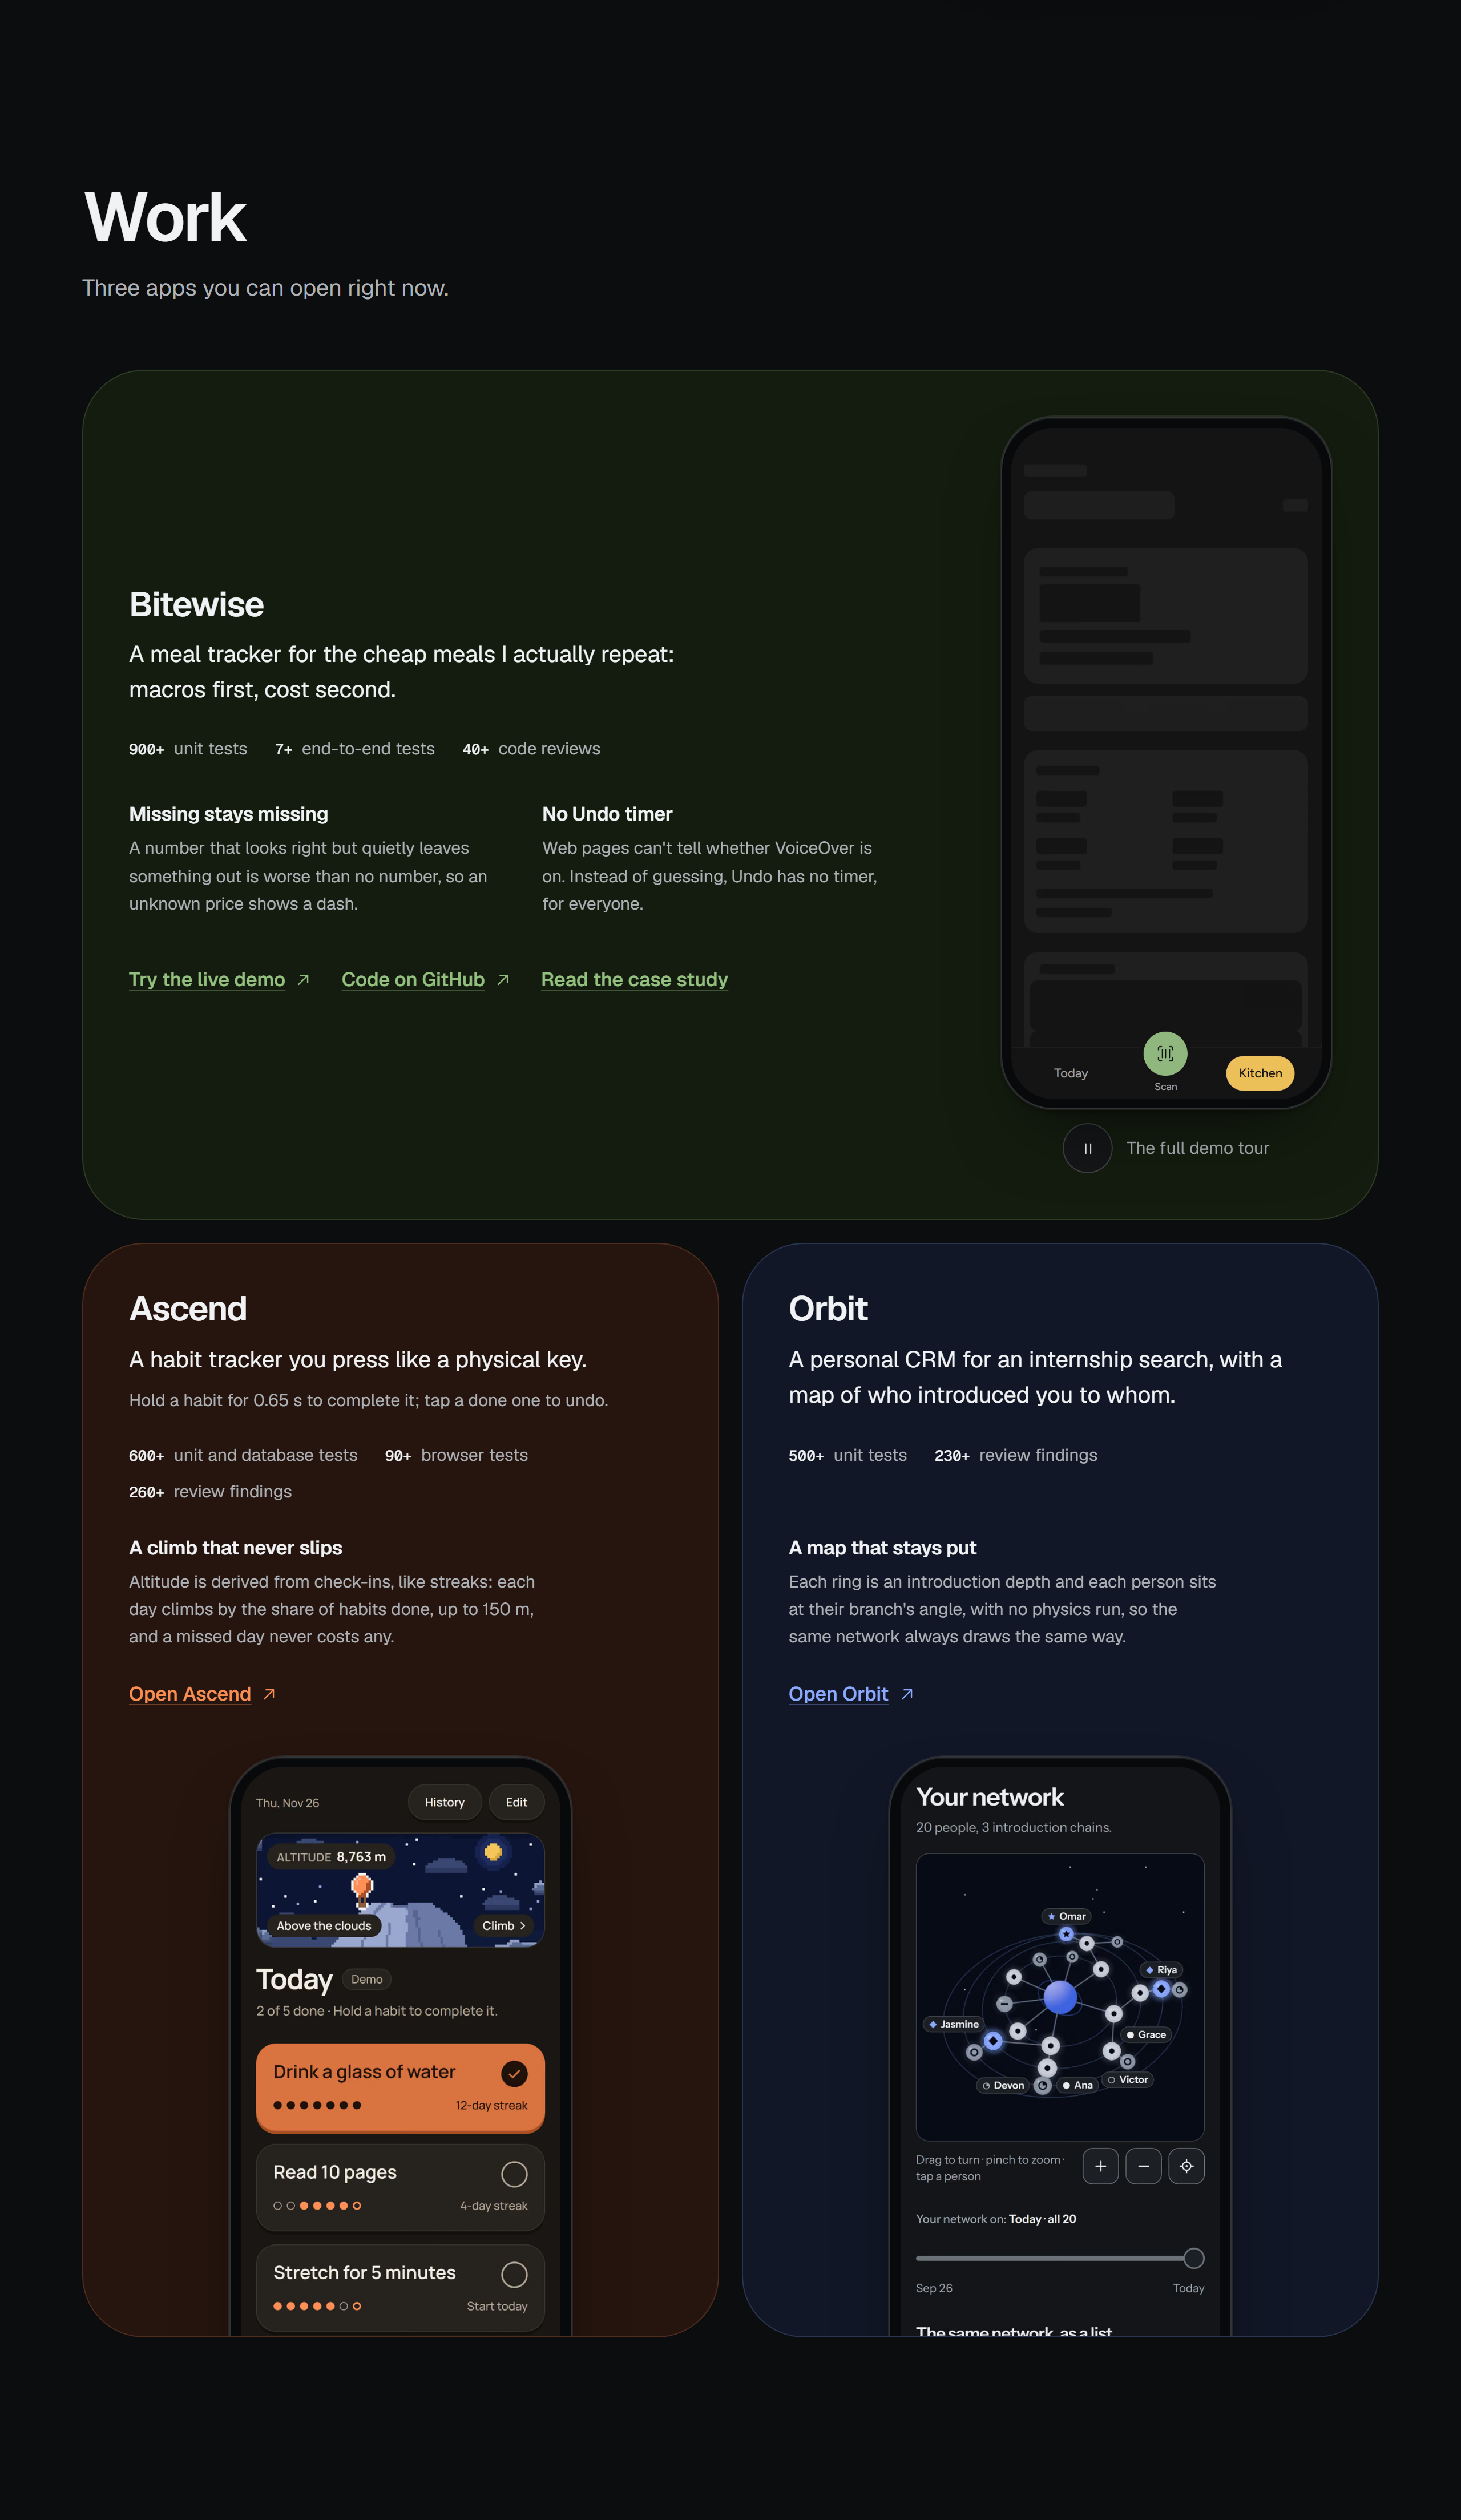 Work
Three apps you can open right now.
Bitewise
A meal tracker for the cheap meals I actually repeat:
macros first, cost second.
900+ unit tests 7+ end-to-end tests 40+ code reviews
Missing stays missing
A number that looks right but quietly leaves
something out is worse than no number, so an
unknown price shows a dash.
No Undo timer
Web pages can't tell whether VoiceOver is
on. Instead of guessing, Undo has no timer,
for everyone.
Try the live demo ↗ Code on GitHub ↗ Read the case study
Today
Scan
Kitchen
The full demo tour
Ascend
A habit tracker you press like a physical key.
Hold a habit for 0.65 s to complete it; tap a done one to undo.
600+ unit and database tests 90+ browser tests
260+ review findings
A climb that never slips
Altitude is derived from check-ins, like streaks: each
day climbs by the share of habits done, up to 150 m,
and a missed day never costs any.
Open Ascend ↗
Thu, Nov 26
History
Edit
ALTITUDE 8,763 m
Above the clouds
Climb >
Today
Demo
2 of 5 done · Hold a habit to complete it.
Drink a glass of water
12-day streak
Read 10 pages
4-day streak
Stretch for 5 minutes
Start today
Orbit
A personal CRM for an internship search, with a
map of who introduced you to whom.
500+ unit tests 230+ review findings
A map that stays put
Each ring is an introduction depth and each person sits
at their branch's angle, with no physics run, so the
same network always draws the same way.
Open Orbit ↗
Your network
20 people, 3 introduction chains.
Omar
Riya
Jasmine
Grace
Devon
Ana
Victor
Drag to turn · pinch to zoom ·
tap a person
Your network on: Today · all 20
Sep 26
Today
The same network, as a list